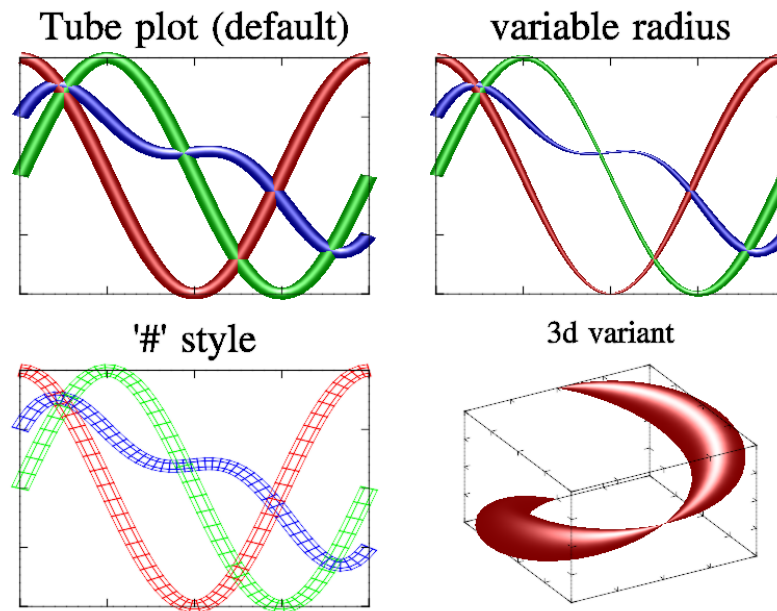 Tube plot (default)
variable radius
'#' style
3d variant